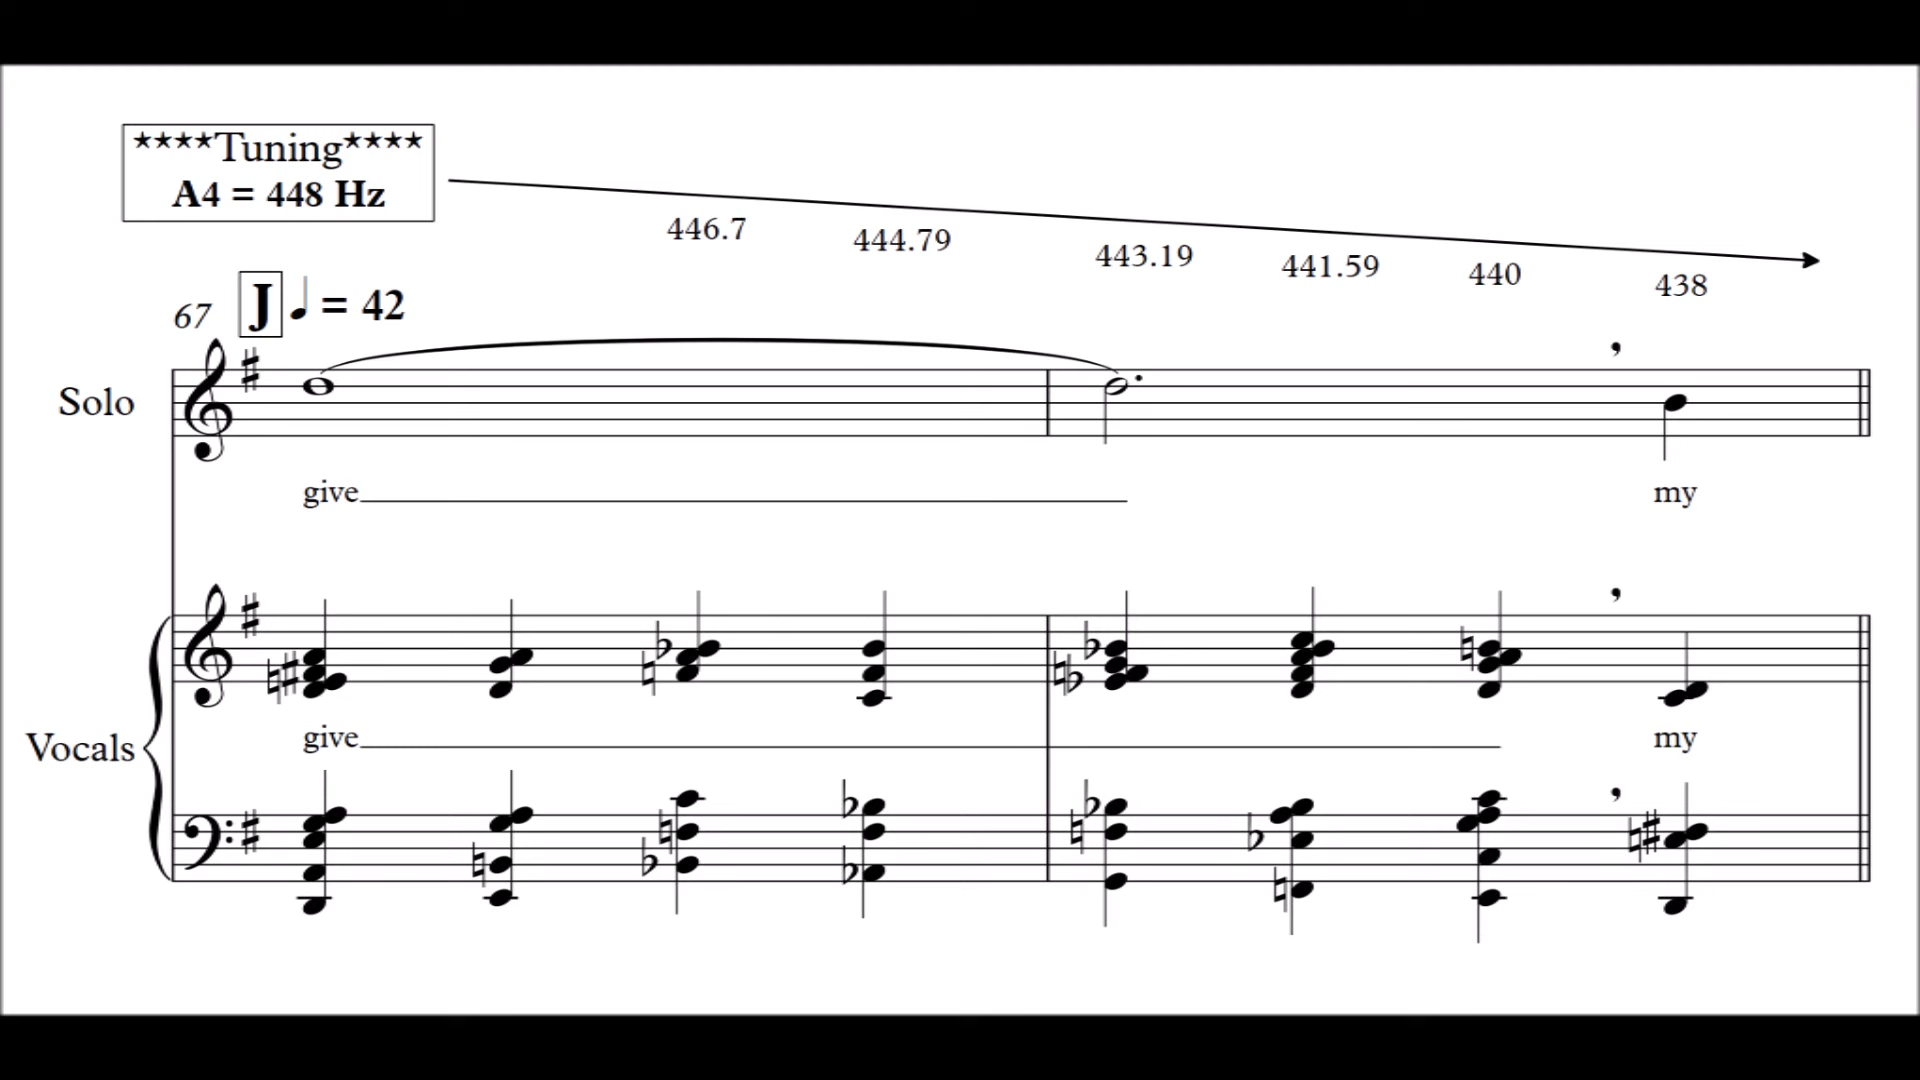 ****Tuning****
A4 = 448 Hz
446.7
444.79
443.19
441.59
440
438
67
J ♩ = 42
Solo
give
my
Vocals
give
my